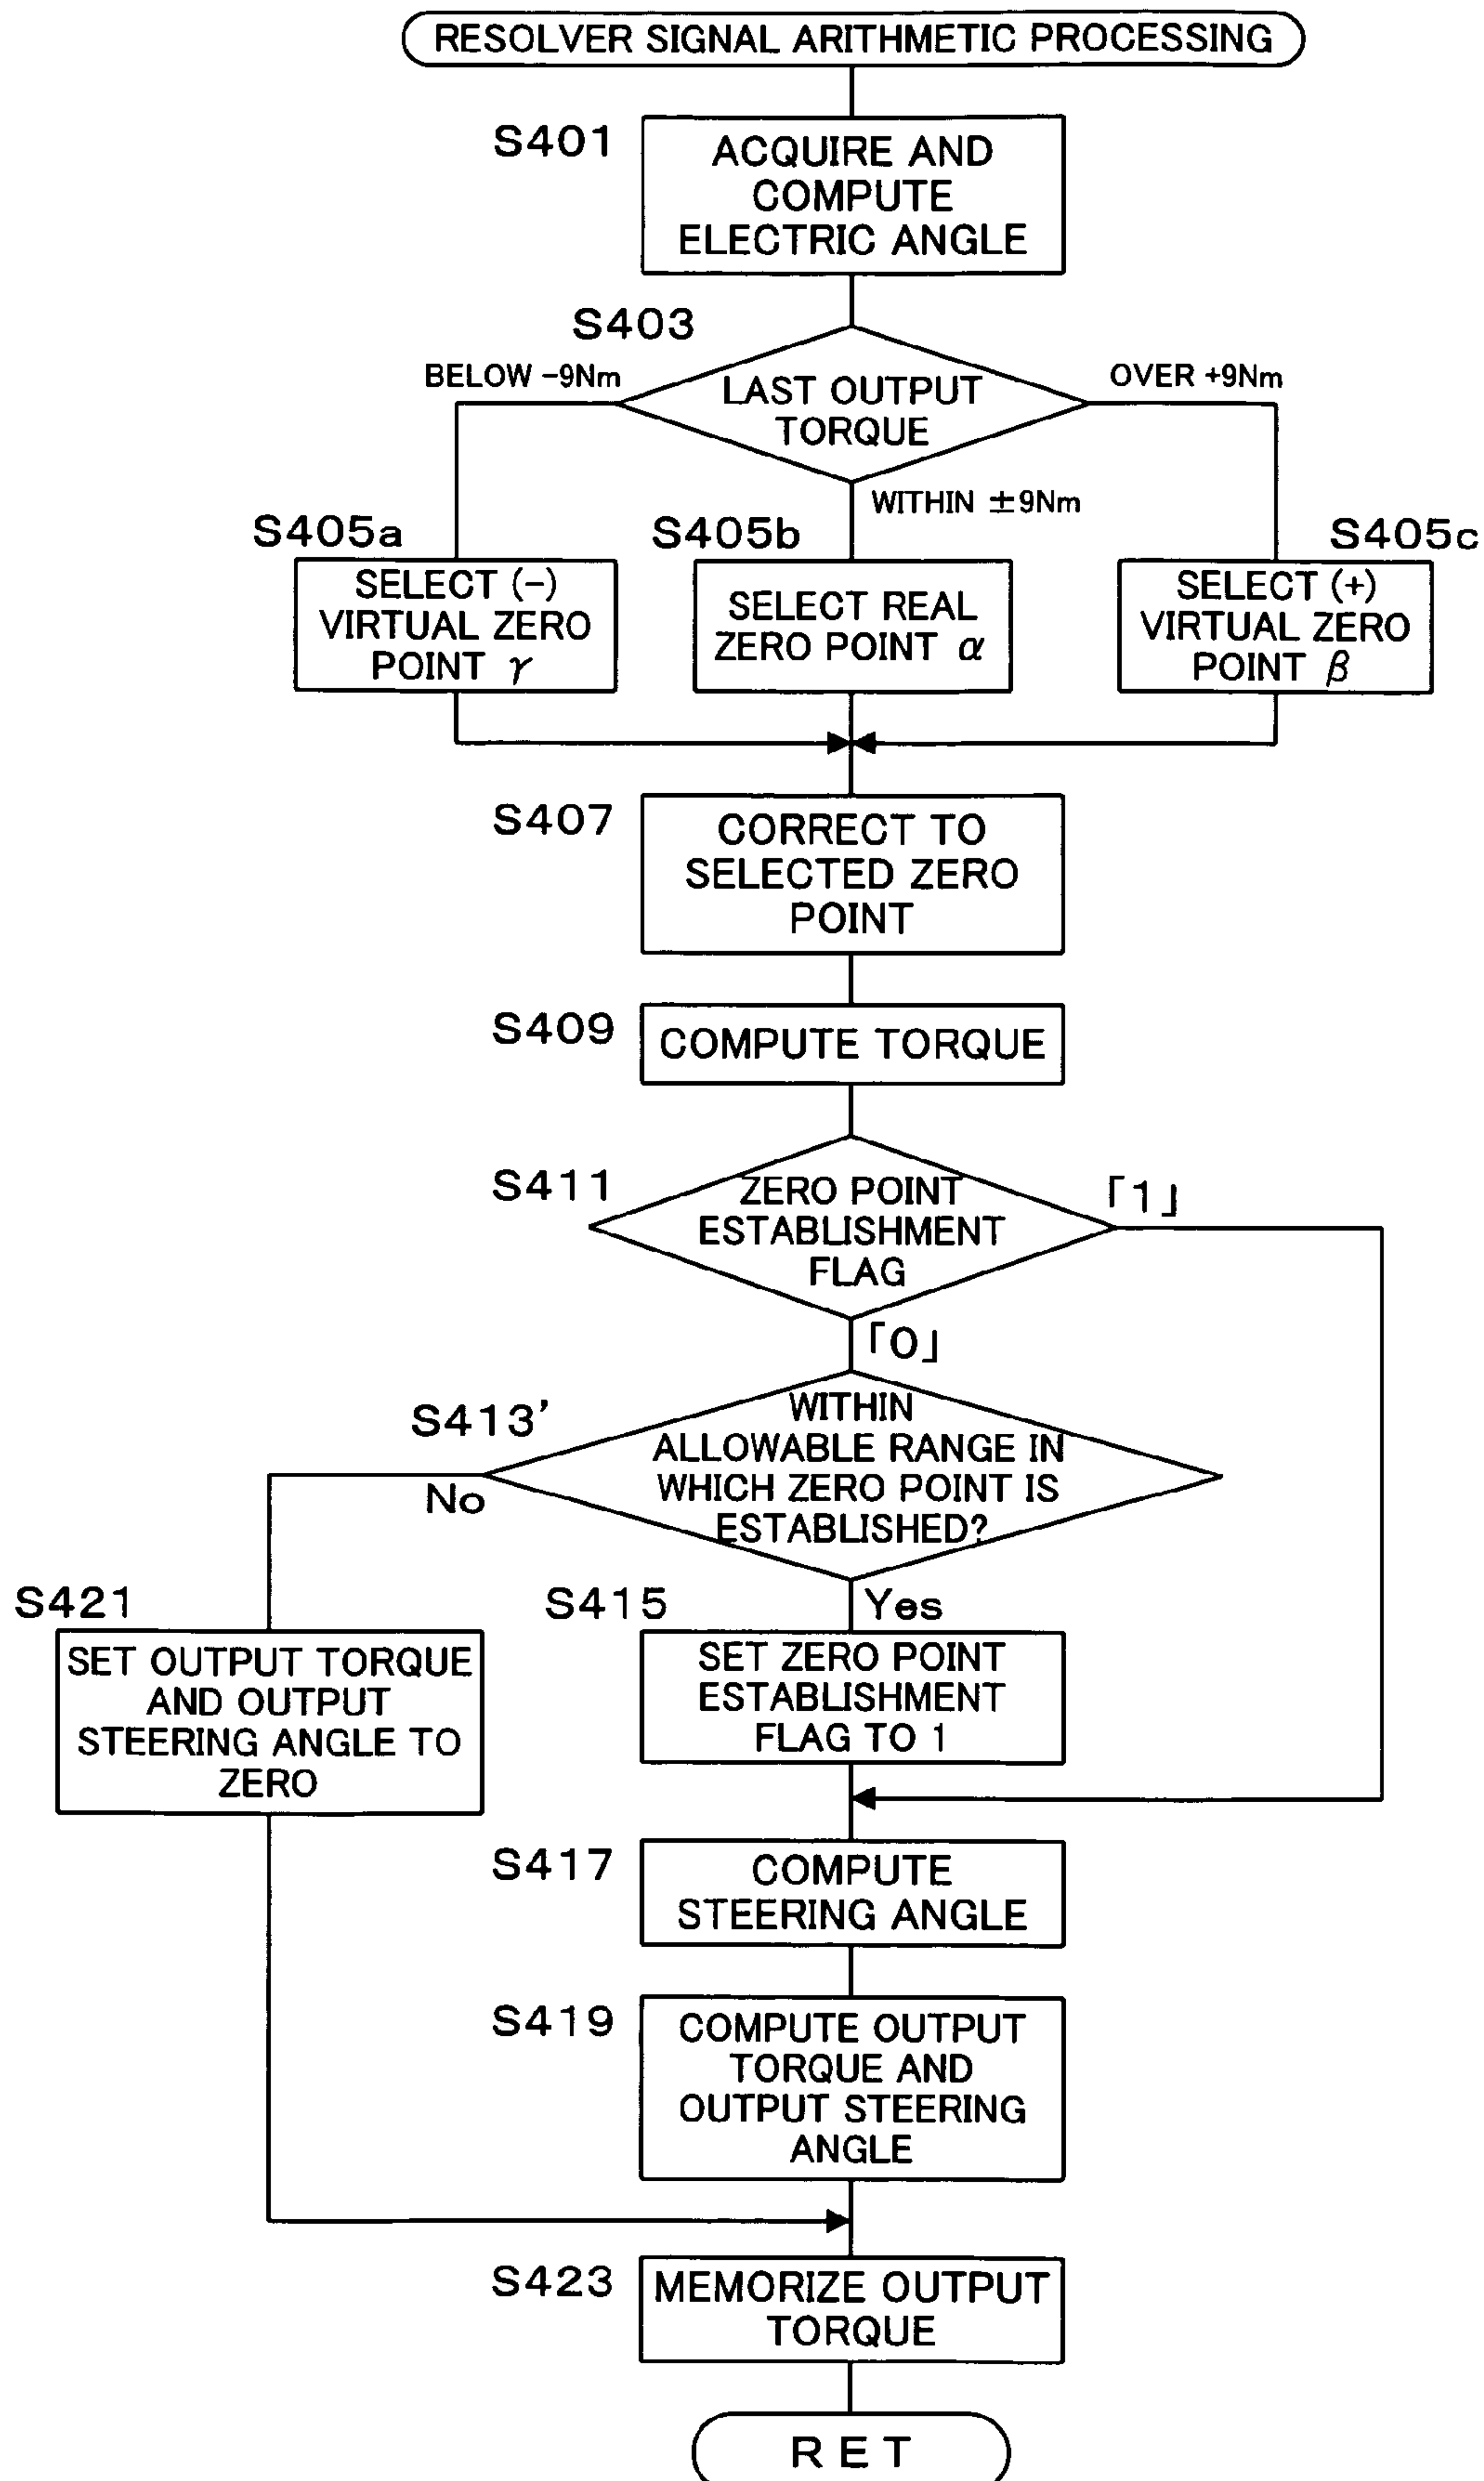 RESOLVER SIGNAL ARITHMETIC PROCESSING
S401
ACQUIRE AND
COMPUTE
ELECTRIC ANGLE
S403
LAST OUTPUT
TORQUE
BELOW -9Nm
OVER +9Nm
WITHIN ±9Nm
S405a
SELECT (-)
VIRTUAL ZERO
POINT γ
S405b
SELECT REAL
ZERO POINT α
S405c
SELECT (+)
VIRTUAL ZERO
POINT β
S407
CORRECT TO
SELECTED ZERO
POINT
S409
COMPUTE TORQUE
S411
ZERO POINT
ESTABLISHMENT
FLAG
「1」
「0」
S413'
WITHIN
ALLOWABLE RANGE IN
WHICH ZERO POINT IS
ESTABLISHED?
No
Yes
S421
SET OUTPUT TORQUE
AND OUTPUT
STEERING ANGLE TO
ZERO
S415
SET ZERO POINT
ESTABLISHMENT
FLAG TO 1
S417
COMPUTE
STEERING ANGLE
S419
COMPUTE OUTPUT
TORQUE AND
OUTPUT STEERING
ANGLE
S423
MEMORIZE OUTPUT
TORQUE
RET